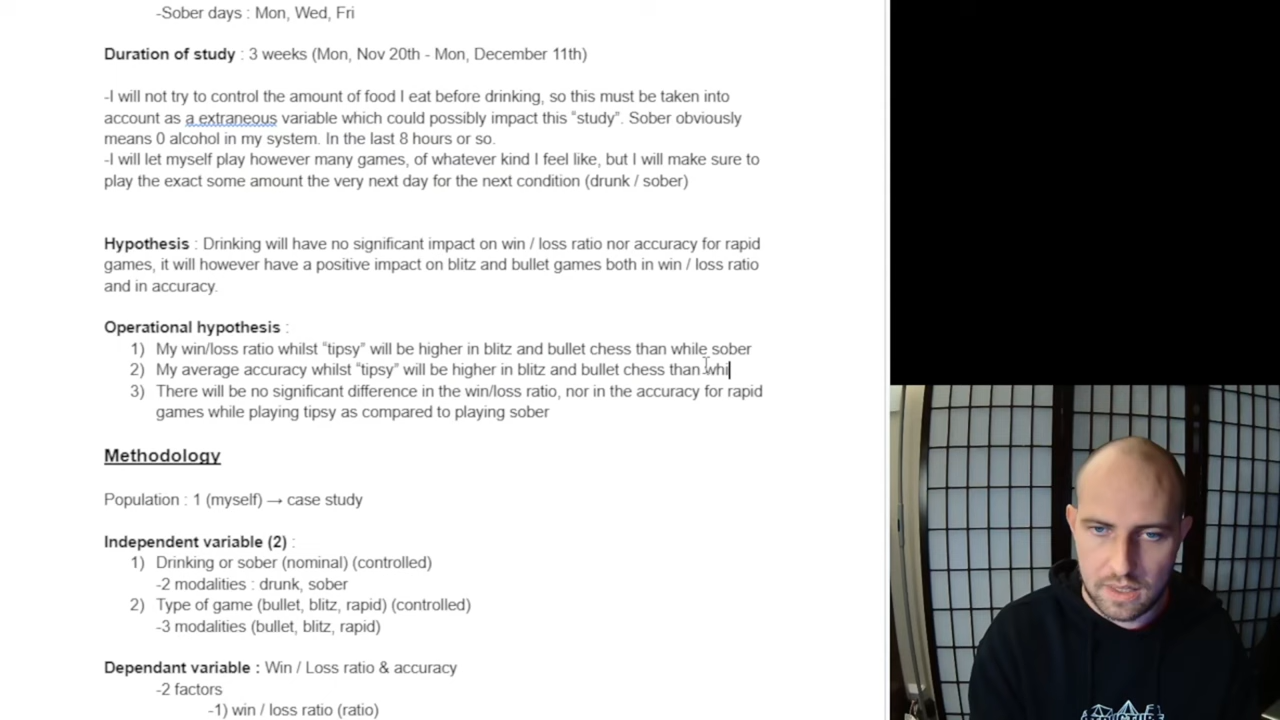 -Sober days : Mon, Wed, Fri
Duration of study : 3 weeks (Mon, Nov 20th - Mon, December 11th)
-I will not try to control the amount of food I eat before drinking, so this must be taken into
account as a extraneous variable which could possibly impact this “study”. Sober obviously
means 0 alcohol in my system. In the last 8 hours or so.
-I will let myself play however many games, of whatever kind I feel like, but I will make sure to
play the exact some amount the very next day for the next condition (drunk / sober)
Hypothesis : Drinking will have no significant impact on win / loss ratio nor accuracy for rapid
games, it will however have a positive impact on blitz and bullet games both in win / loss ratio
and in accuracy.
Operational hypothesis :
1) My win/loss ratio whilst “tipsy” will be higher in blitz and bullet chess than while sober
2) My average accuracy whilst “tipsy” will be higher in blitz and bullet chess than whi
3) There will be no significant difference in the win/loss ratio, nor in the accuracy for rapid
games while playing tipsy as compared to playing sober
Methodology
Population : 1 (myself) → case study
Independent variable (2) :
1) Drinking or sober (nominal) (controlled)
-2 modalities : drunk, sober
2) Type of game (bullet, blitz, rapid) (controlled)
-3 modalities (bullet, blitz, rapid)
Dependant variable : Win / Loss ratio & accuracy
-2 factors
-1) win / loss ratio (ratio)